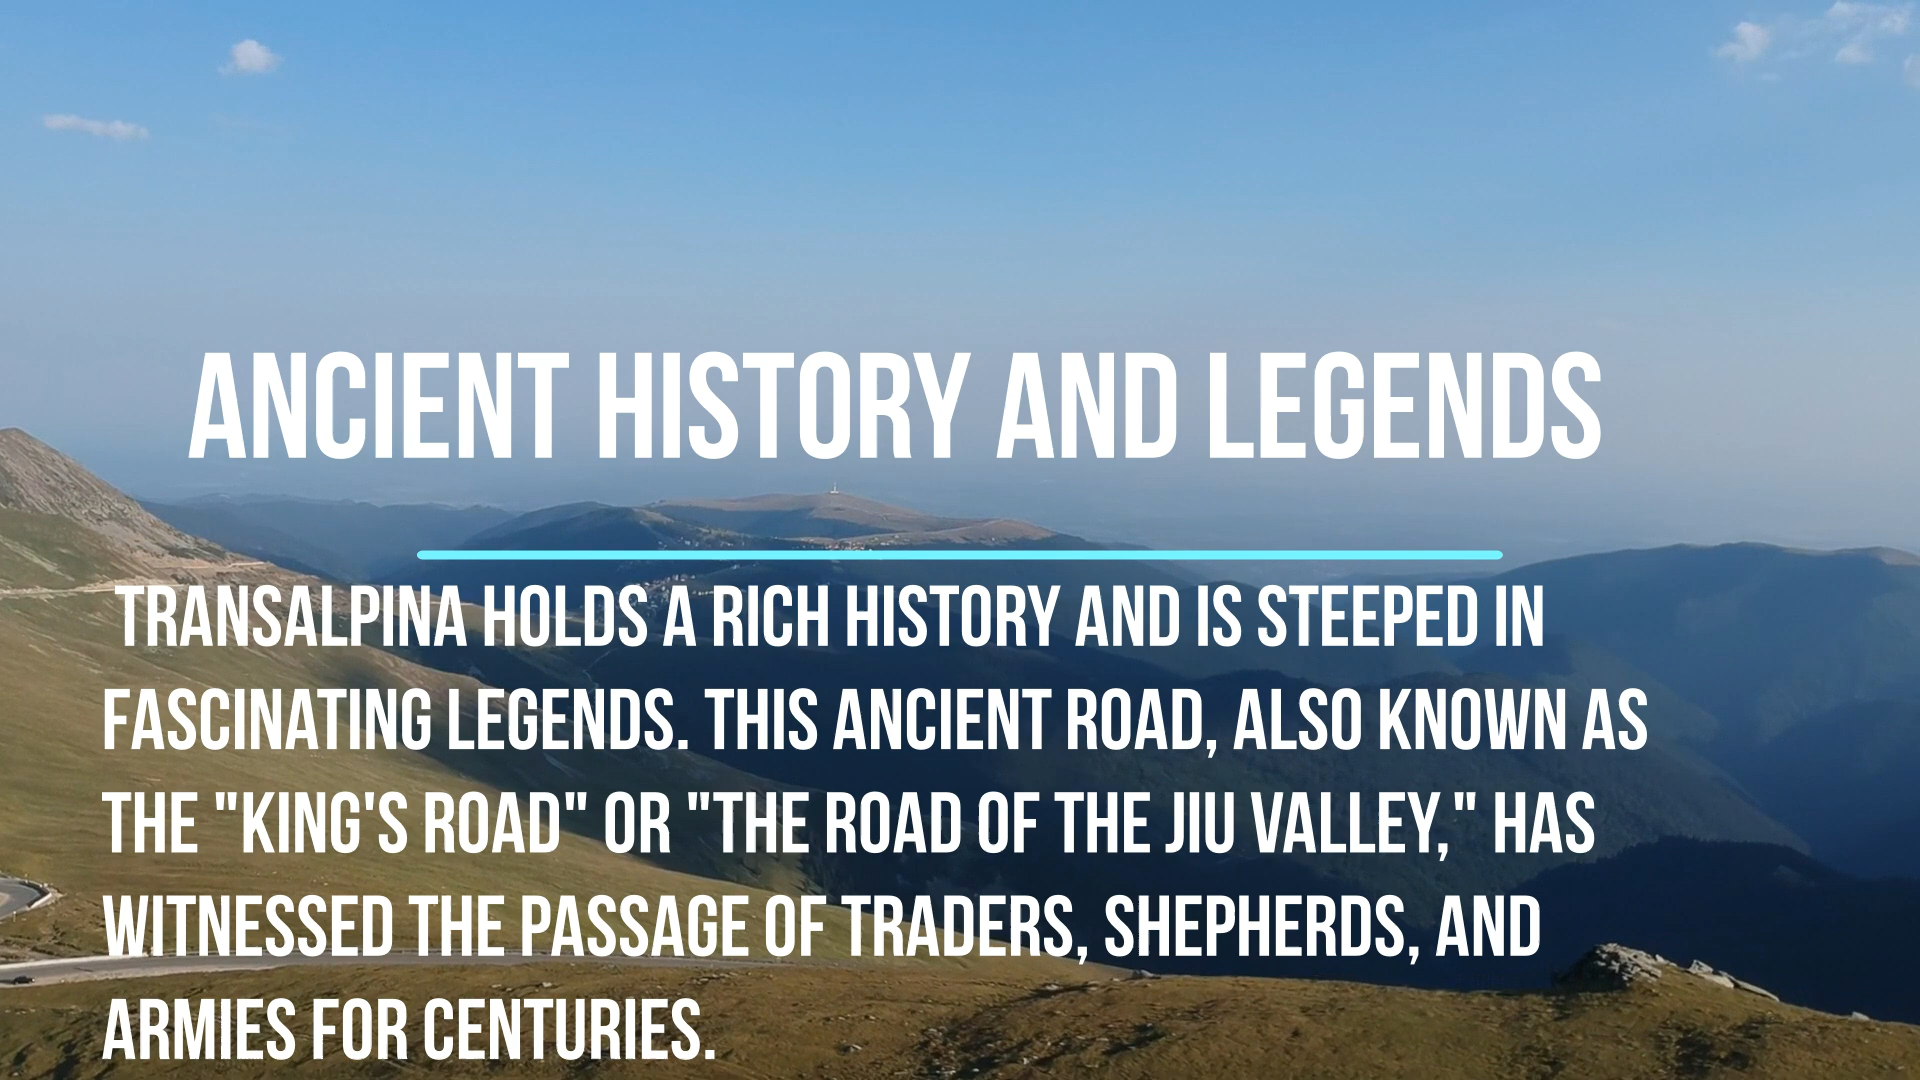 ANCIENT HISTORY AND LEGENDS
TRANSALPINA HOLDS A RICH HISTORY AND IS STEEPED IN
FASCINATING LEGENDS. THIS ANCIENT ROAD, ALSO KNOWN AS
THE "KING'S ROAD" OR "THE ROAD OF THE JIU VALLEY," HAS
WITNESSED THE PASSAGE OF TRADERS, SHEPHERDS, AND
ARMIES FOR CENTURIES.